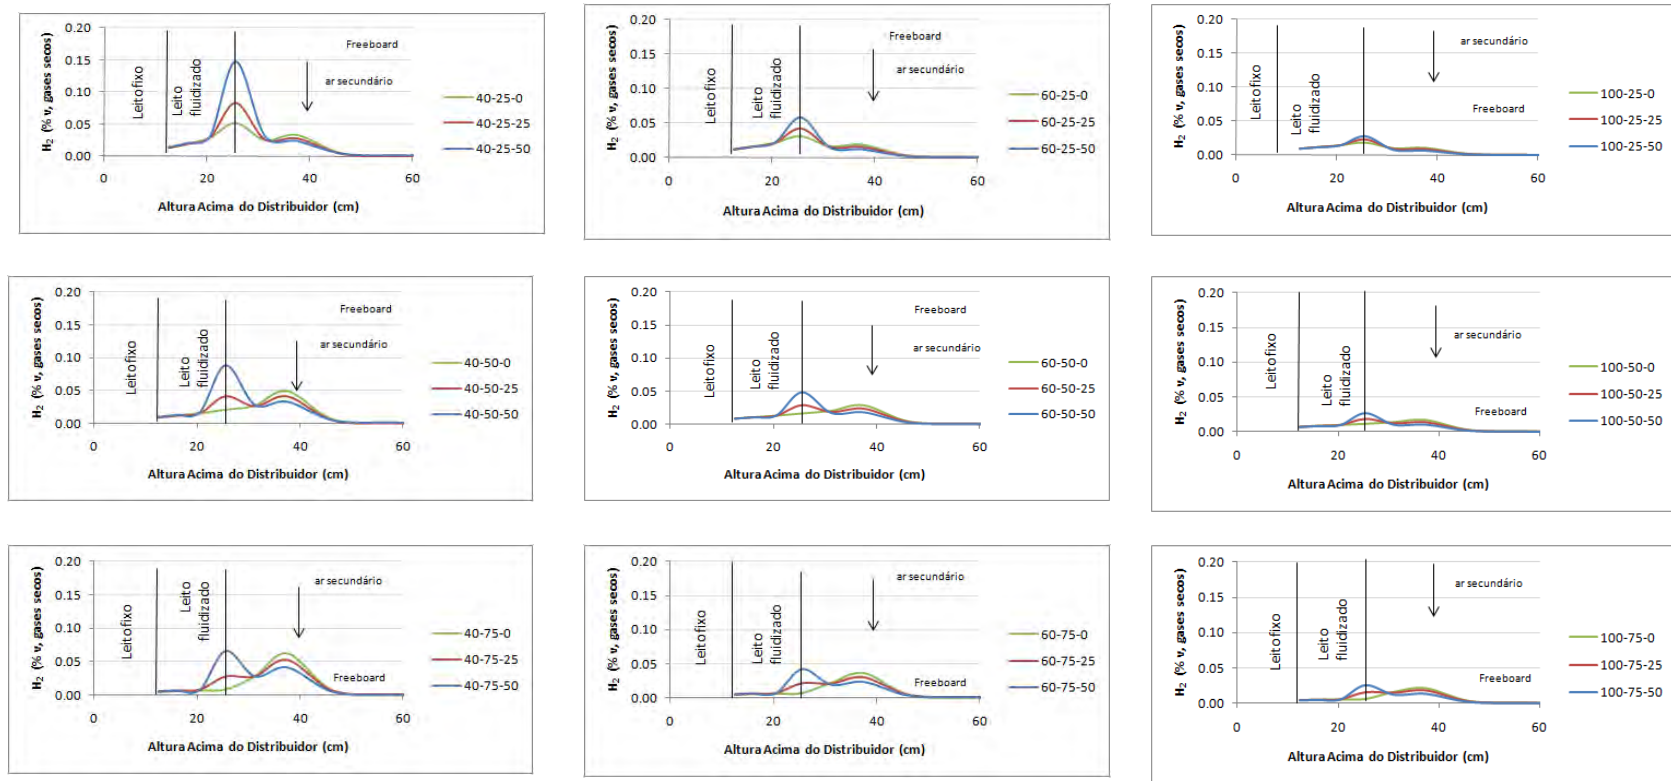 H₂ (% v, gases secos)
0.20
0.15
0.10
0.05
0.00
0 20 40 60
Altura Acima do Distribuidor (cm)
Leito fixo
Leito
fluidizado
Freeboard
ar secundário
40-25-0
40-25-25
40-25-50
H₂ (% v, gases secos)
0.20
0.15
0.10
0.05
0.00
0 20 40 60
Altura Acima do Distribuidor (cm)
Leito fixo
Leito
fluidizado
Freeboard
ar secundário
60-25-0
60-25-25
60-25-50
H₂ (% v, gases secos)
0.20
0.15
0.10
0.05
0.00
0 20 40 60
Altura Acima do Distribuidor (cm)
Leito fixo
Leito
fluidizado
ar secundário
Freeboard
100-25-0
100-25-25
100-25-50
H₂ (% v, gases secos)
0.20
0.15
0.10
0.05
0.00
0 20 40 60
Altura Acima do Distribuidor (cm)
Leito fixo
Leito
fluidizado
Freeboard
ar secundário
40-50-0
40-50-25
40-50-50
H₂ (% v, gases secos)
0.20
0.15
0.10
0.05
0.00
0 20 40 60
Altura Acima do Distribuidor (cm)
Leito fixo
Leito
fluidizado
Freeboard
ar secundário
60-50-0
60-50-25
60-50-50
H₂ (% v, gases secos)
0.20
0.15
0.10
0.05
0.00
0 20 40 60
Altura Acima do Distribuidor (cm)
Leito fixo
Leito
fluidizado
ar secundário
Freeboard
100-50-0
100-50-25
100-50-50
H₂ (% v, gases secos)
0.20
0.15
0.10
0.05
0.00
0 20 40 60
Altura Acima do Distribuidor (cm)
Leito fixo
Leito
fluidizado
ar secundário
Freeboard
40-75-0
40-75-25
40-75-50
H₂ (% v, gases secos)
0.20
0.15
0.10
0.05
0.00
0 20 40 60
Altura Acima do Distribuidor (cm)
Leito fixo
Leito
fluidizado
ar secundário
Freeboard
60-75-0
60-75-25
60-75-50
H₂ (% v, gases secos)
0.20
0.15
0.10
0.05
0.00
0 20 40 60
Altura Acima do Distribuidor (cm)
Leito fixo
Leito
fluidizado
ar secundário
Freeboard
100-75-0
100-75-25
100-75-50